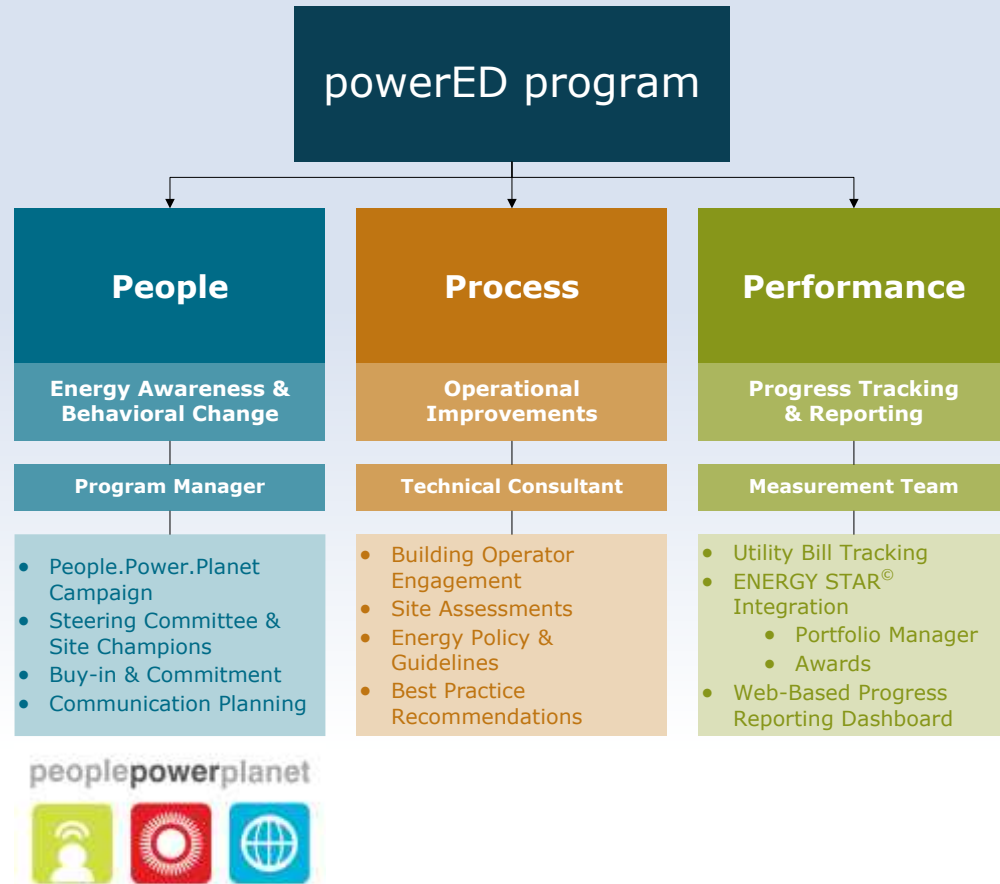 powerED program
People
Energy Awareness &
Behavioral Change
Program Manager
• People.Power.Planet
Campaign
• Steering Committee &
Site Champions
• Buy-in & Commitment
• Communication Planning
Process
Operational
Improvements
Technical Consultant
• Building Operator
Engagement
• Site Assessments
• Energy Policy &
Guidelines
• Best Practice
Recommendations
Performance
Progress Tracking
& Reporting
Measurement Team
• Utility Bill Tracking
• ENERGY STAR©
Integration
• Portfolio Manager
• Awards
• Web-Based Progress
Reporting Dashboard
peoplepowerplanet